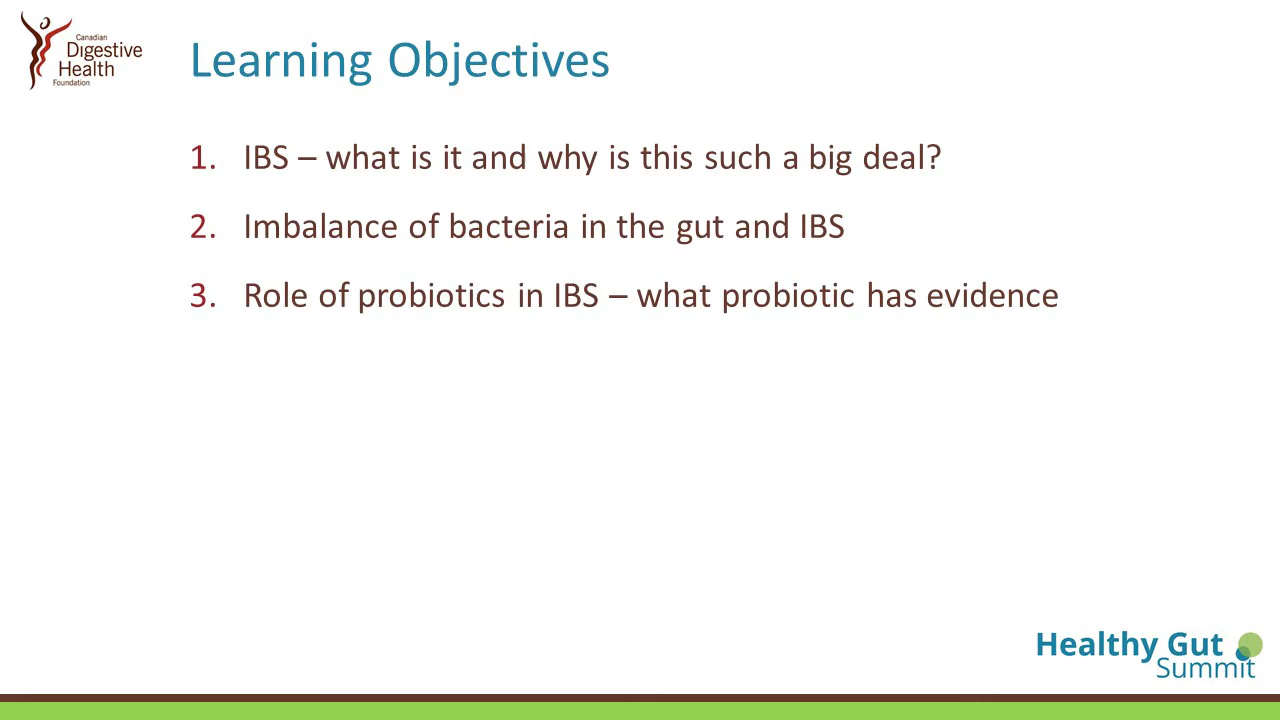 Canadian
Digestive
Health
Foundation
Learning Objectives
1. IBS – what is it and why is this such a big deal?
2. Imbalance of bacteria in the gut and IBS
3. Role of probiotics in IBS – what probiotic has evidence
Healthy Gut
Summit